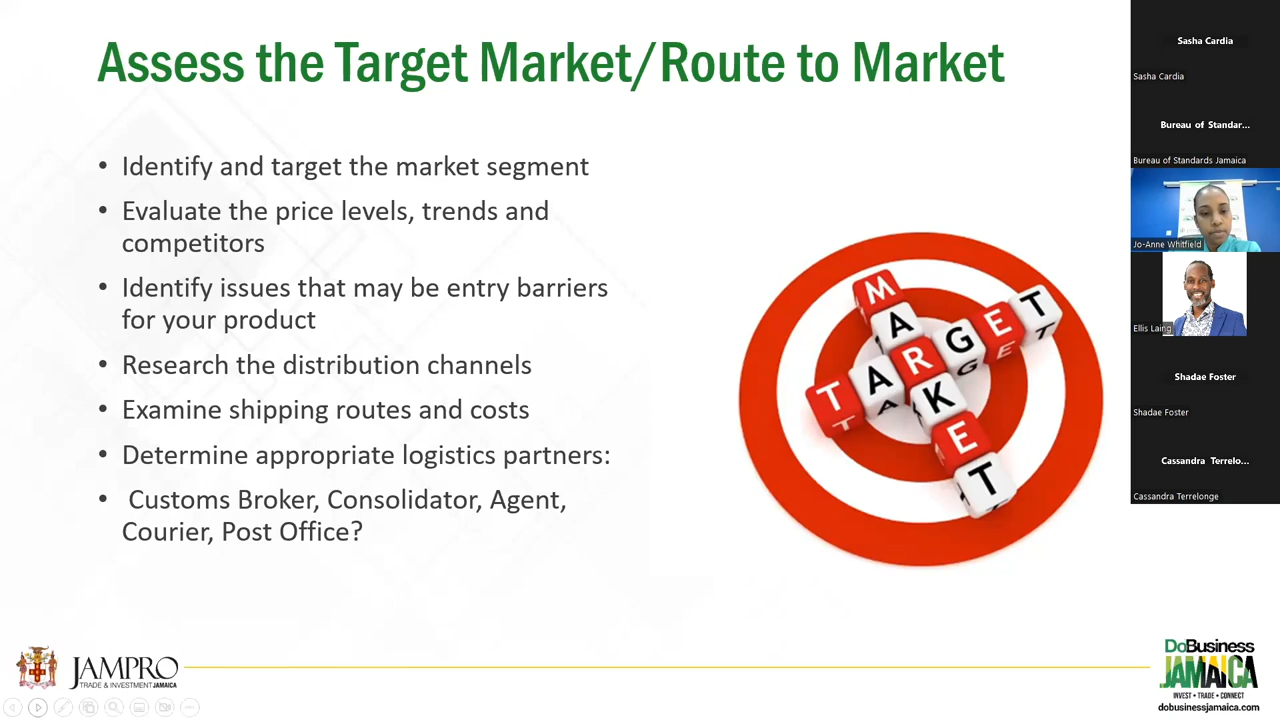 Assess the Target Market/Route to Market
• Identify and target the market segment
• Evaluate the price levels, trends and
competitors
• Identify issues that may be entry barriers
for your product
• Research the distribution channels
• Examine shipping routes and costs
• Determine appropriate logistics partners:
• Customs Broker, Consolidator, Agent,
Courier, Post Office?
MARKET
TARGET
JAMPRO
TRADE & INVESTMENT JAMAICA
DoBusiness
JAMAICA
INVEST • TRADE • CONNECT
dobusinessjamaica.com
Sasha Cardia
Sasha Cardia
Bureau of Standar...
Bureau of Standards Jamaica
Jo-Anne Whitfield
Ellis Laing
Shadae Foster
Shadae Foster
Cassandra Terrelo...
Cassandra Terrelonge